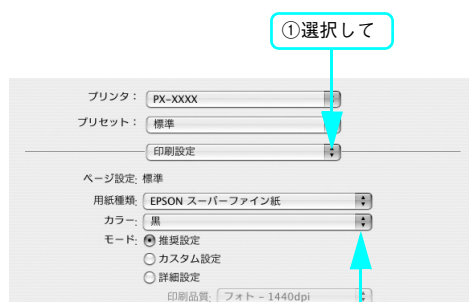 ①選択して
プリンタ： PX-XXXX
プリセット： 標準
印刷設定
ページ設定: 標準
用紙種類: EPSON スーパーファイン紙
カラー: 黒
モード: 推奨設定
カスタム設定
詳細設定
印刷品質: フォト – 1440dpi